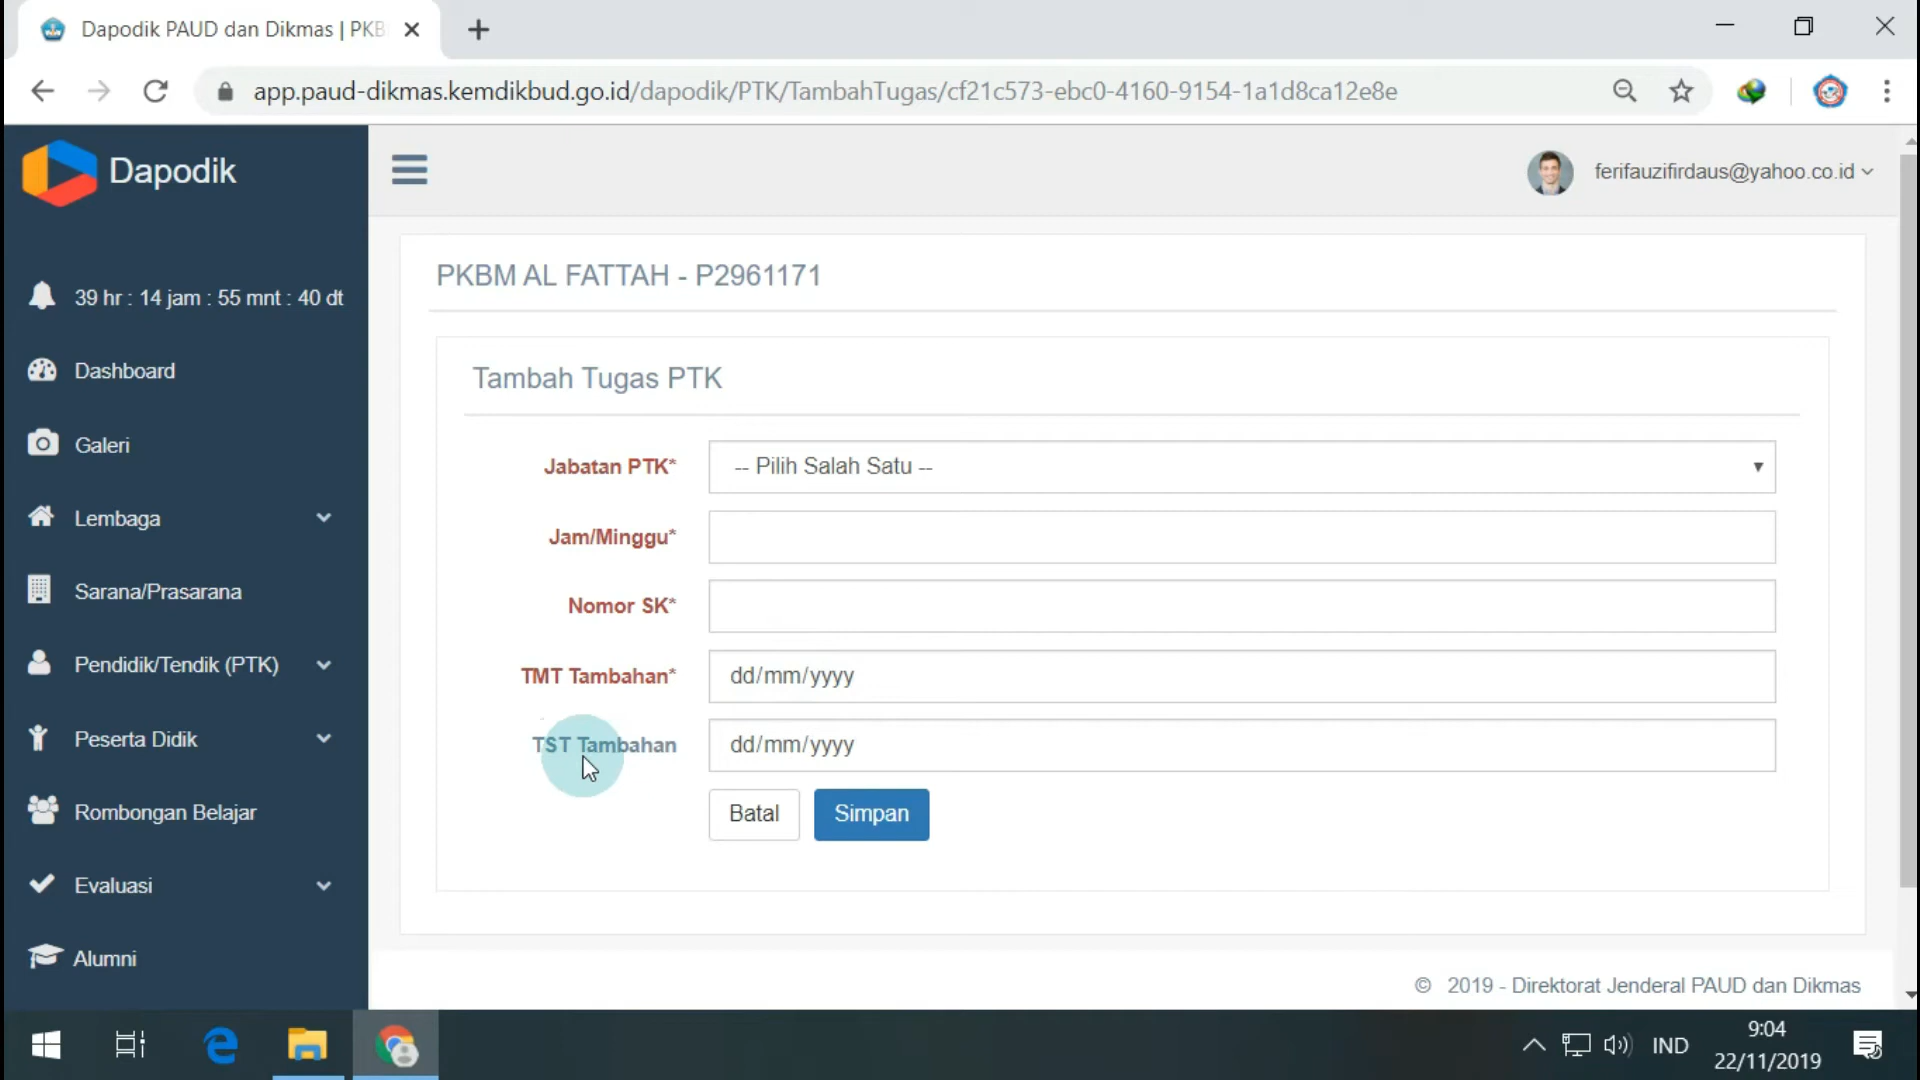 Dapodik PAUD dan Dikmas | PKB
app.paud-dikmas.kemdikbud.go.id/dapodik/PTK/TambahTugas/cf21c573-ebc0-4160-9154-1a1d8ca12e8e
Dapodik
ferifauzifirdaus@yahoo.co.id
39 hr : 14 jam : 55 mnt : 40 dt
Dashboard
Galeri
Lembaga
Sarana/Prasarana
Pendidik/Tendik (PTK)
Peserta Didik
Rombongan Belajar
Evaluasi
Alumni
PKBM AL FATTAH - P2961171
Tambah Tugas PTK
Jabatan PTK* -- Pilih Salah Satu --
Jam/Minggu*
Nomor SK*
TMT Tambahan* dd/mm/yyyy
TST Tambahan dd/mm/yyyy
Batal Simpan
© 2019 - Direktorat Jenderal PAUD dan Dikmas
IND
9:04
22/11/2019